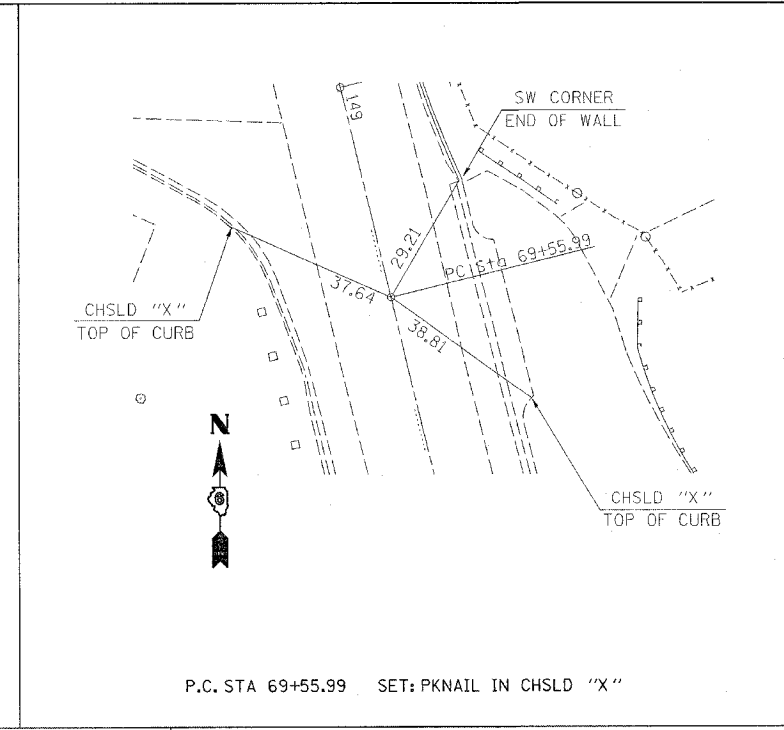 SW CORNER
END OF WALL
149
29.21
PC Sta 69+55.99
37.64
38.81
CHSLD "X"
TOP OF CURB
N
6
CHSLD "X"
TOP OF CURB
P.C. STA 69+55.99 SET: PKNAIL IN CHSLD "X"